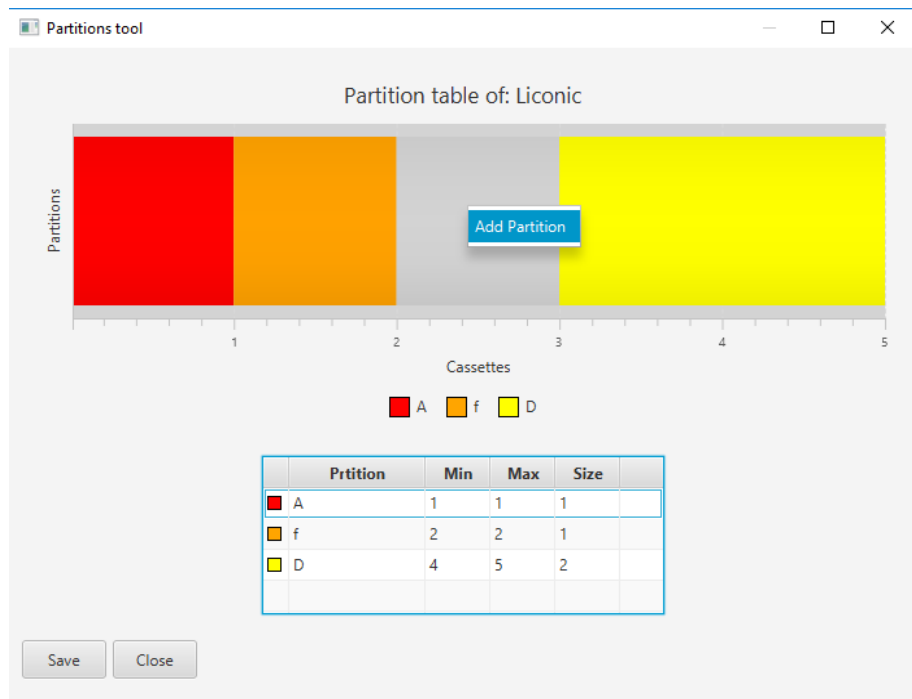 Partitions tool
Partition table of: Liconic
Partitions
Add Partition
1 2 3 4 5
Cassettes
A f D
Prtition Min Max Size
A 1 1 1
f 2 2 1
D 4 5 2
Save Close